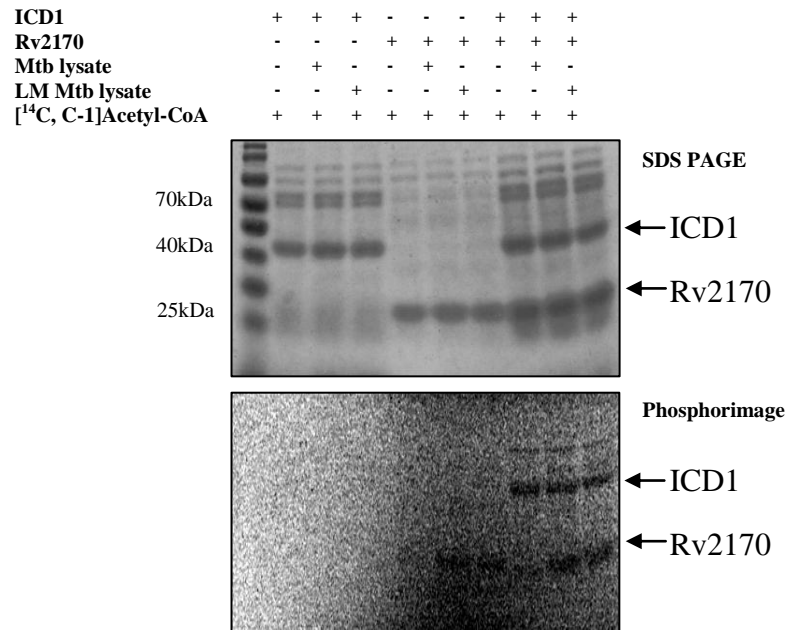 ICD1 + + + - - - + + +
Rv2170 - - - + + + + + +
Mtb lysate - + - - + - - + -
LM Mtb lysate - - + - - + - - +
[¹⁴C, C-1]Acetyl-CoA + + + + + + + + +
SDS PAGE
70kDa
ICD1
40kDa
Rv2170
25kDa
Phosphorimage
ICD1
Rv2170